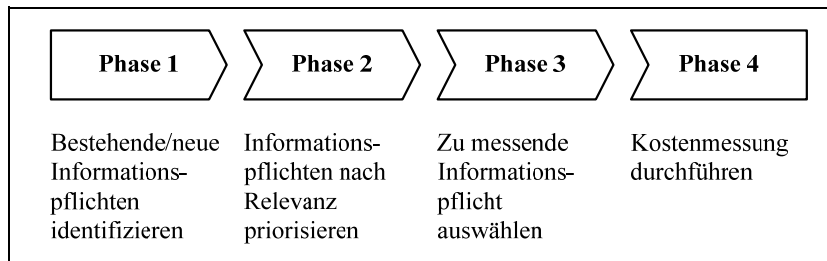 Phase 1
Phase 2
Phase 3
Phase 4
Bestehende/neue
Informations-
pflichten
identifizieren
Informations-
pflichten nach
Relevanz
priorisieren
Zu messende
Informations-
pflicht
auswählen
Kostenmessung
durchführen